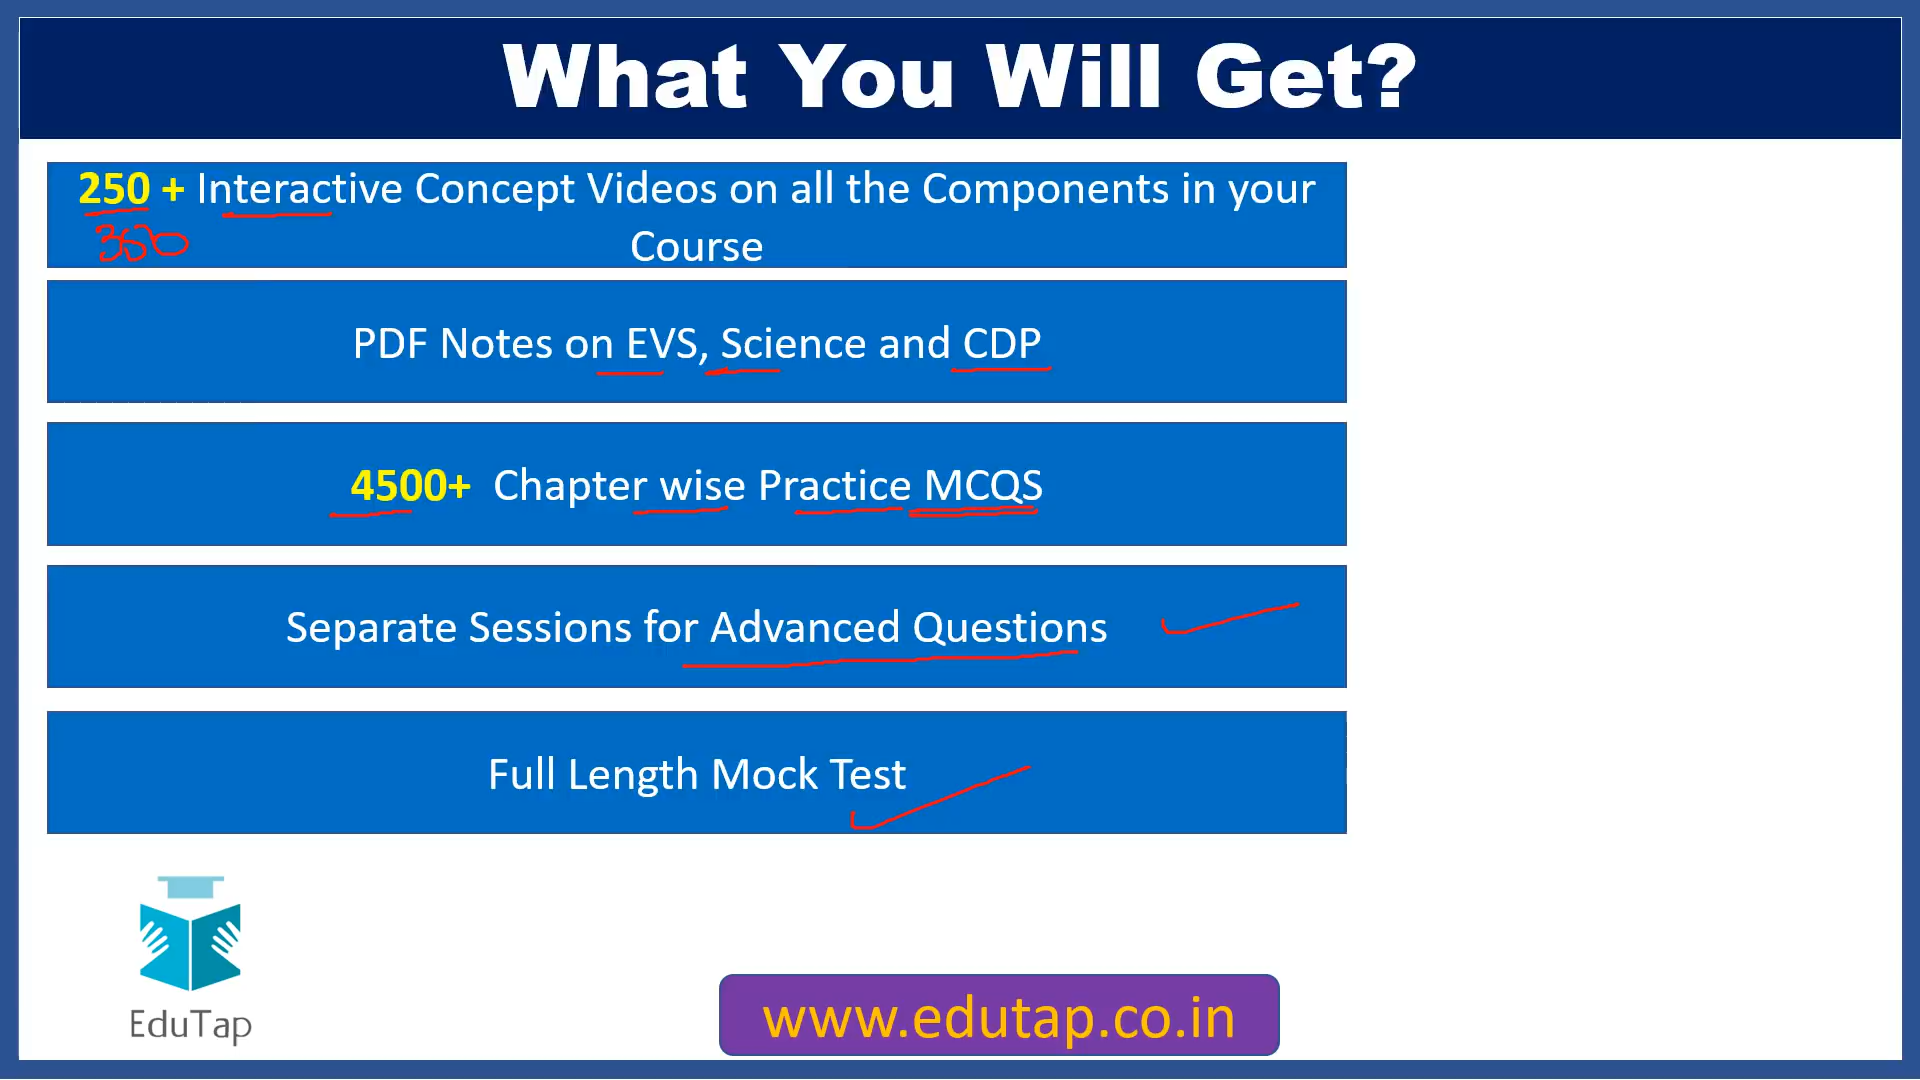 What You Will Get?
250 + Interactive Concept Videos on all the Components in your
Course
PDF Notes on EVS, Science and CDP
4500+ Chapter wise Practice MCQS
Separate Sessions for Advanced Questions
Full Length Mock Test
EduTap
www.edutap.co.in